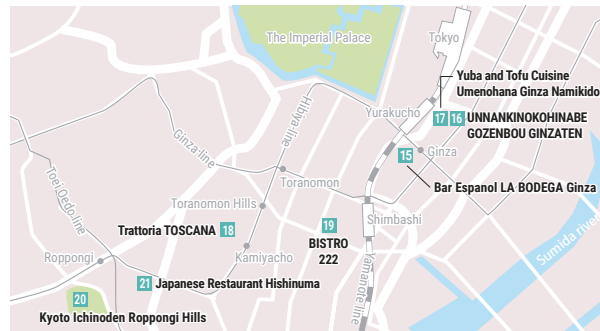 The Imperial Palace
Tokyo
Yuba and Tofu Cuisine
Umenohana Ginza Namikido
Hibiya line
Yurakucho
17 16 UNNANKINOKOHINABE
GOZENBOU GINZATEN
Ginza line
15
Ginza
Toei Oedo line
Toranomon
Bar Espanol LA BODEGA Ginza
Toranomon Hills
Shimbashi
Trattoria TOSCANA 18
19
BISTRO
222
Sumida river
Roppongi
Kamiyacho
Yamanote line
21 Japanese Restaurant Hishinuma
20
Kyoto Ichinoden Roppongi Hills